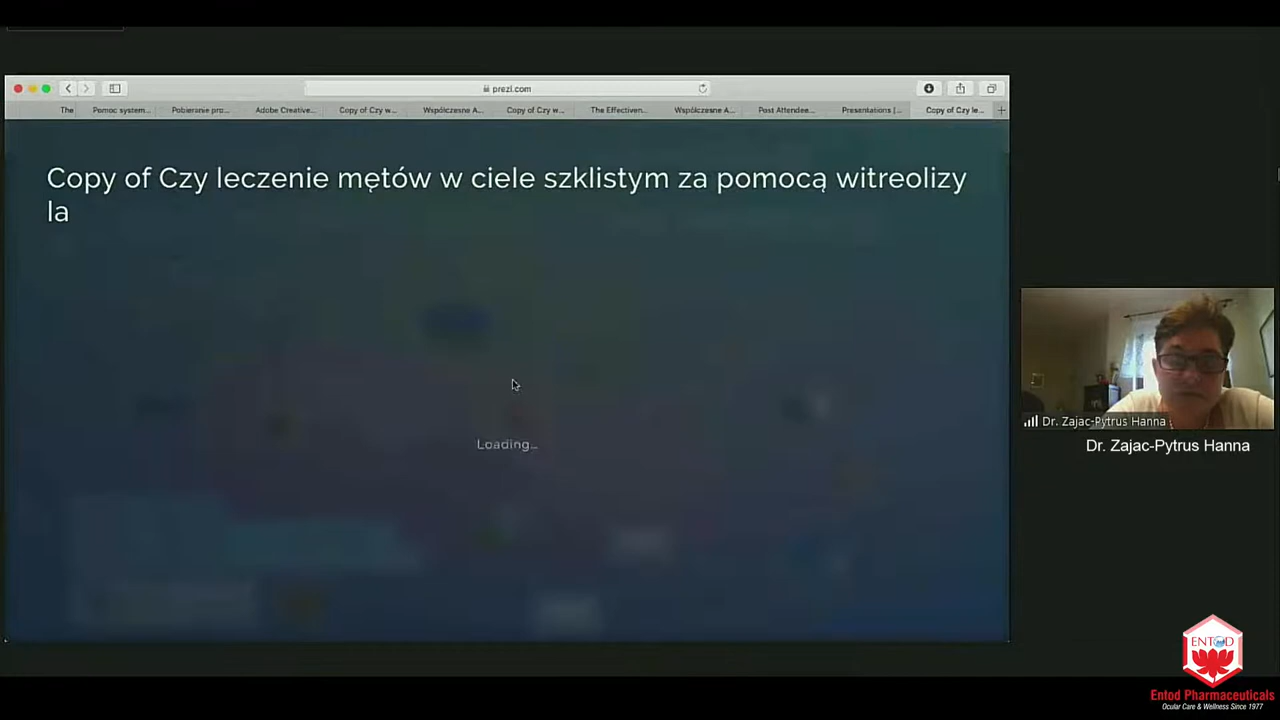 prezi.com
The
Pomoc system...
Pobieranie pro...
Adobe Creative...
Copy of Czy w...
Współczesne A...
Copy of Czy w...
The Effectiven...
Współczesne A...
Post Attendee...
Presentations |...
Copy of Czy le...
Copy of Czy leczenie mętów w ciele szklistym za pomocą witreolizy
la
Loading...
Dr. Zajac-Pytrus Hanna
Dr. Zajac-Pytrus Hanna
ENTOD
Entod Pharmaceuticals
Ocular Care & Wellness Since 1977